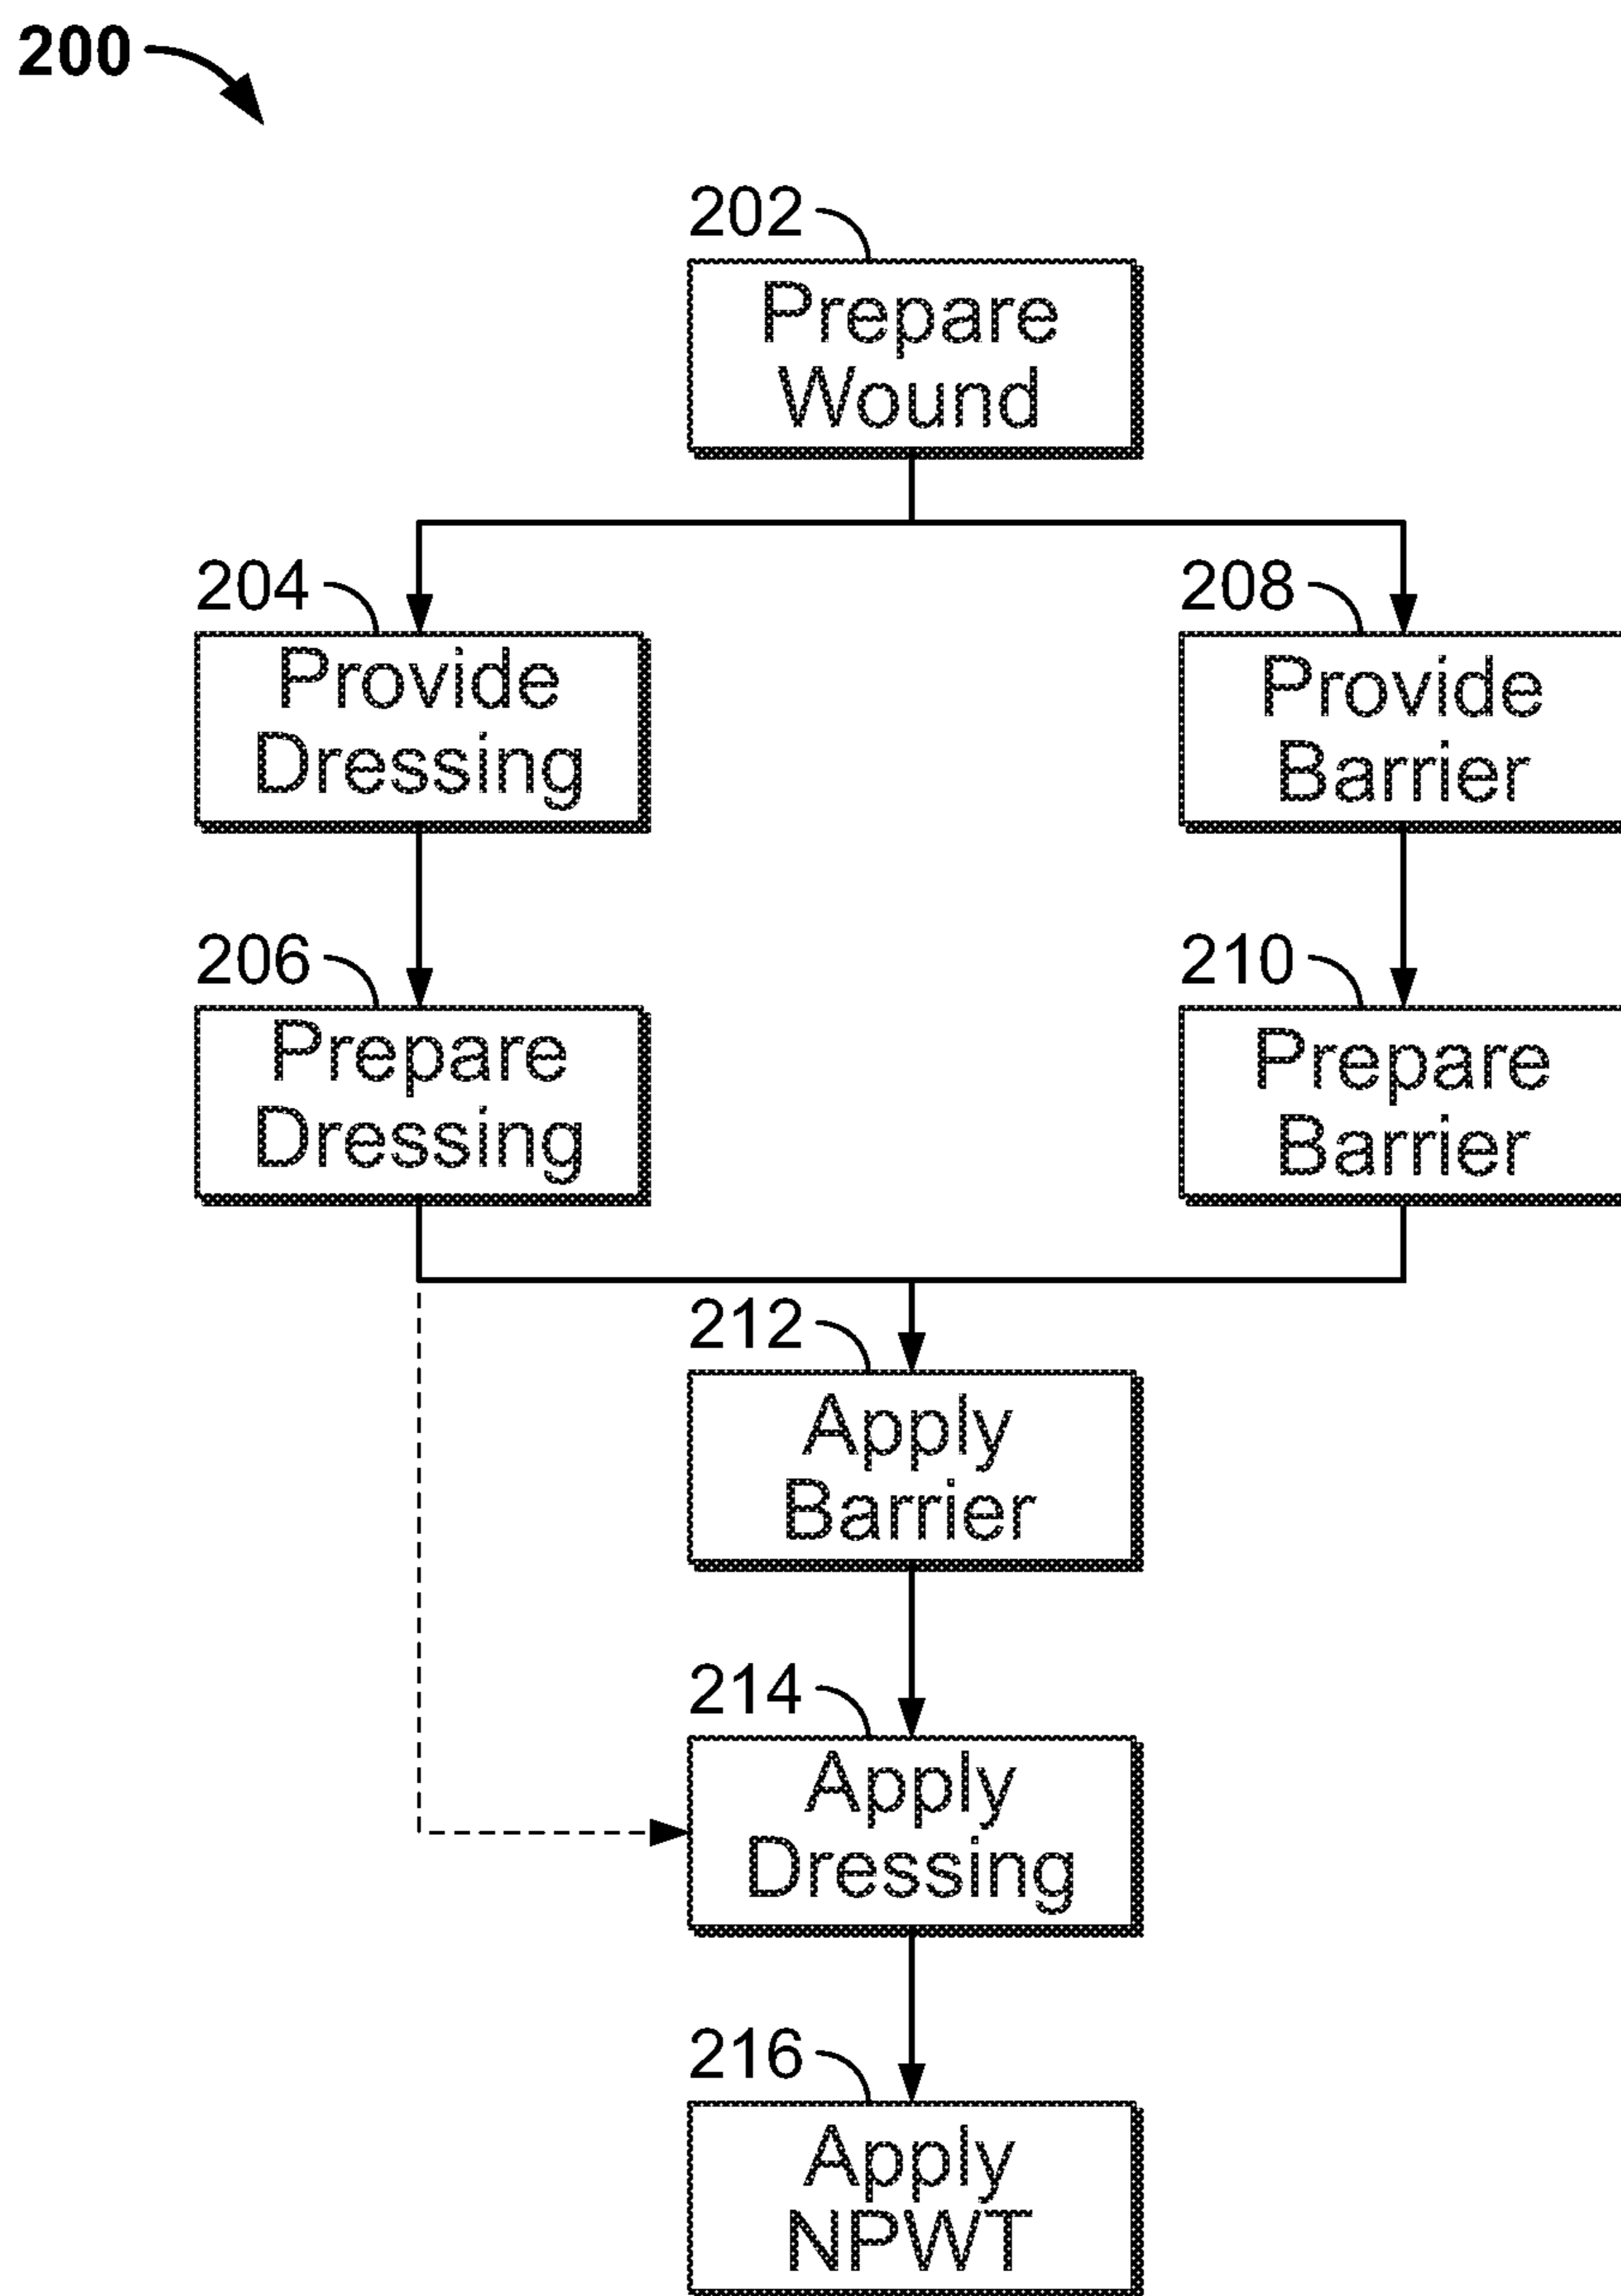 200
202
Prepare
Wound
204
Provide
Dressing
208
Provide
Barrier
206
Prepare
Dressing
210
Prepare
Barrier
212
Apply
Barrier
214
Apply
Dressing
216
Apply
NPWT